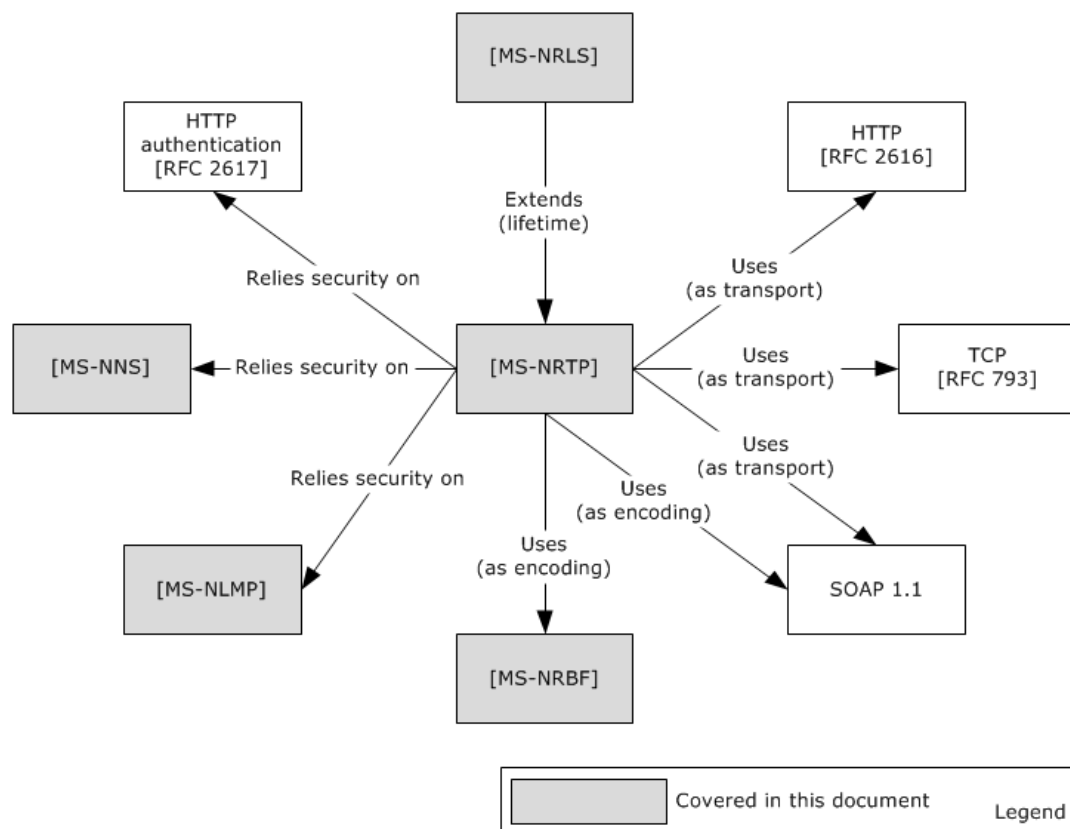 [MS-NRLS]
HTTP
authentication
[RFC 2617]
HTTP
[RFC 2616]
Extends
(lifetime)
Relies security on
Uses
(as transport)
[MS-NNS]
Relies security on
[MS-NRTP]
Uses
(as transport)
TCP
[RFC 793]
Relies security on
Uses
(as transport)
Uses
(as encoding)
Uses
(as encoding)
[MS-NLMP]
SOAP 1.1
[MS-NRBF]
Covered in this document
Legend